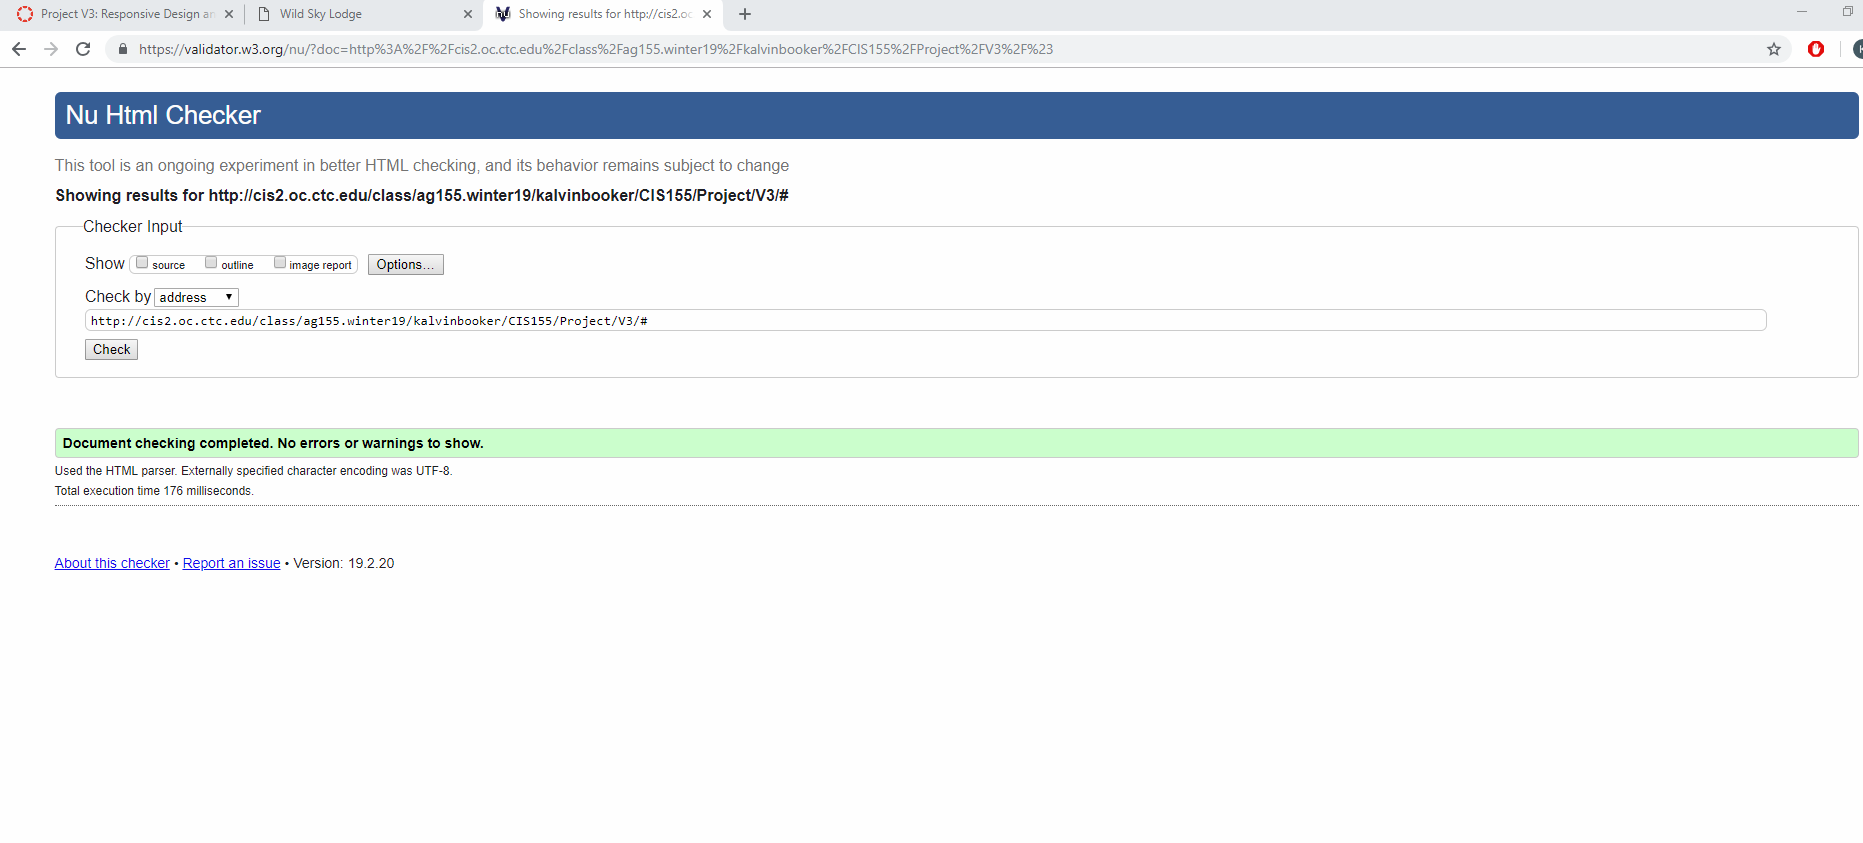 Project V3: Responsive Design an
Wild Sky Lodge
Showing results for http://cis2.oc
https://validator.w3.org/nu/?doc=http%3A%2F%2Fcis2.oc.ctc.edu%2Fclass%2Fag155.winter19%2Fkalvinbooker%2FCIS155%2FProject%2FV3%2F%23
Nu Html Checker
This tool is an ongoing experiment in better HTML checking, and its behavior remains subject to change
Showing results for http://cis2.oc.ctc.edu/class/ag155.winter19/kalvinbooker/CIS155/Project/V3/#
Checker Input
Show source outline image report Options...
Check by address
http://cis2.oc.ctc.edu/class/ag155.winter19/kalvinbooker/CIS155/Project/V3/#
Check
Document checking completed. No errors or warnings to show.
Used the HTML parser. Externally specified character encoding was UTF-8.
Total execution time 176 milliseconds.
About this checker • Report an issue • Version: 19.2.20